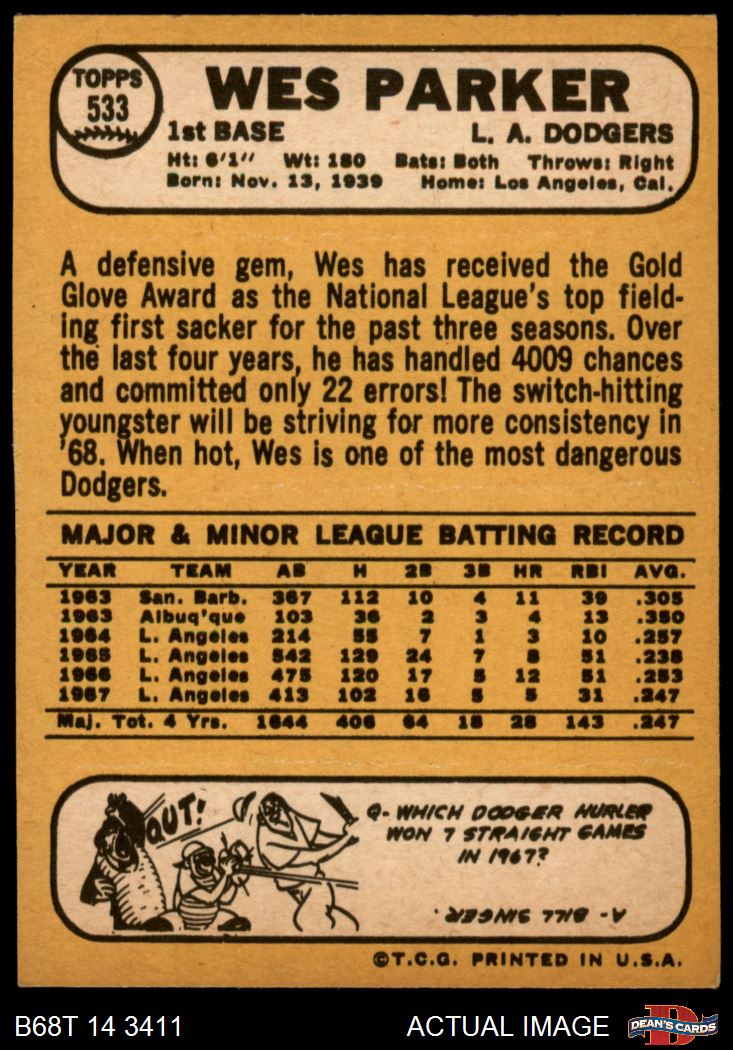 TOPPS
533
WES PARKER
1st BASE L. A. DODGERS
Ht: 6'1" Wt: 180 Bats: Both Throws: Right
Born: Nov. 13, 1939 Home: Los Angeles, Cal.
A defensive gem, Wes has received the Gold
Glove Award as the National League's top field-
ing first sacker for the past three seasons. Over
the last four years, he has handled 4009 chances
and committed only 22 errors! The switch-hitting
youngster will be striving for more consistency in
'68. When hot, Wes is one of the most dangerous
Dodgers.
MAJOR & MINOR LEAGUE BATTING RECORD
YEAR TEAM AB H 2B 3B HR RBI AVG.
1963 San. Barb. 367 112 10 4 11 39 .305
1963 Albuq'que 103 36 2 3 4 13 .350
1964 L. Angeles 214 55 7 1 3 10 .257
1965 L. Angeles 542 129 24 7 8 51 .238
1966 L. Angeles 475 120 17 5 12 51 .253
1967 L. Angeles 413 102 16 5 5 31 .247
Maj. Tot. 4 Yrs. 1644 406 64 18 28 143 .247
OUT!
Q- WHICH DODGER HURLER
WON 7 STRAIGHT GAMES
IN 1967?
A- BILL SINGER.
©T.C.G. PRINTED IN U.S.A.
B68T 14 3411 ACTUAL IMAGE DEAN'S CARDS